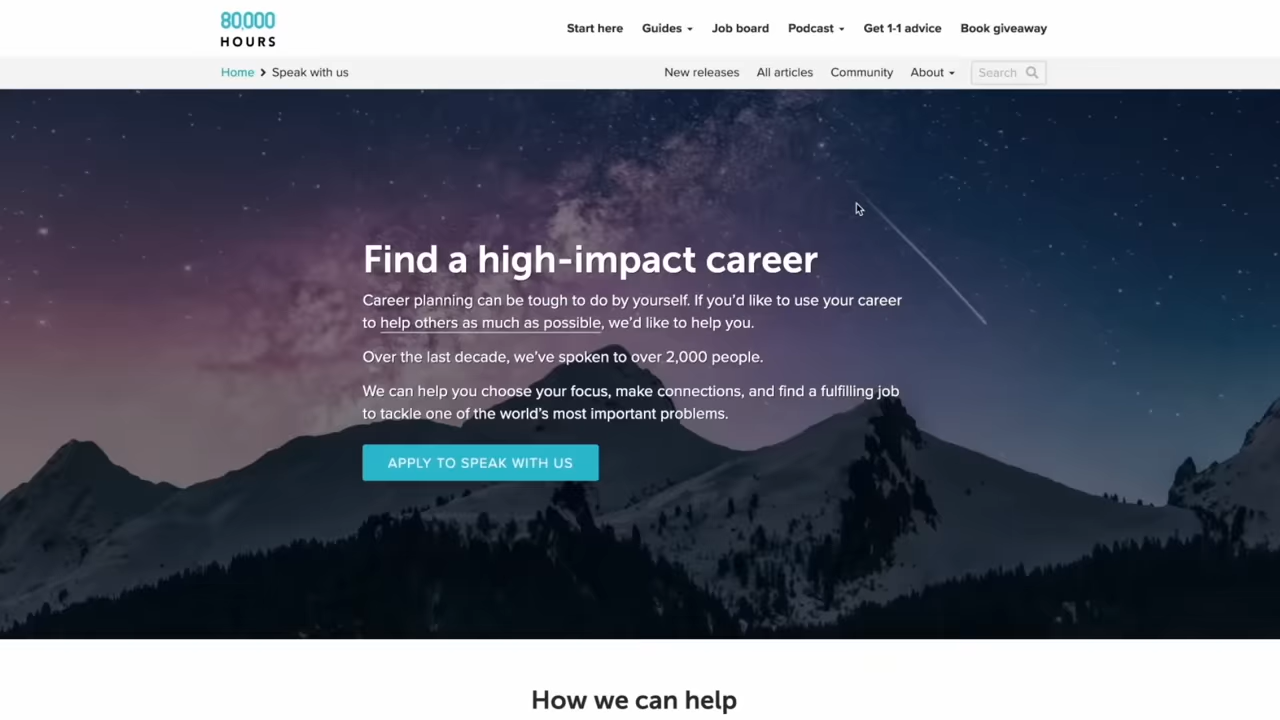 80,000
HOURS
Start here Guides Job board Podcast Get 1-1 advice Book giveaway
Home Speak with us
New releases All articles Community About Search
Find a high-impact career
Career planning can be tough to do by yourself. If you'd like to use your career
to help others as much as possible, we'd like to help you.
Over the last decade, we've spoken to over 2,000 people.
We can help you choose your focus, make connections, and find a fulfilling job
to tackle one of the world's most important problems.
APPLY TO SPEAK WITH US
How we can help